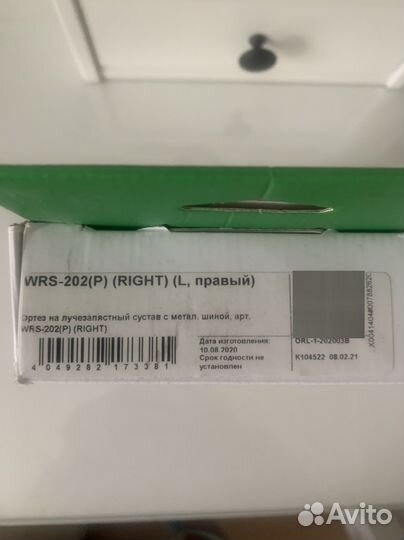 WRS-202(P) (RIGHT) (L, правый)
Ортез на лучезапястный сустав с метал. шиной, арт.
WRS-202(P) (RIGHT)
Дата изготовления:
10.08.2020
Срок годности не
установлен
ORL-1-202003B
K104522 08.02.21
4 049282 173381
Avito